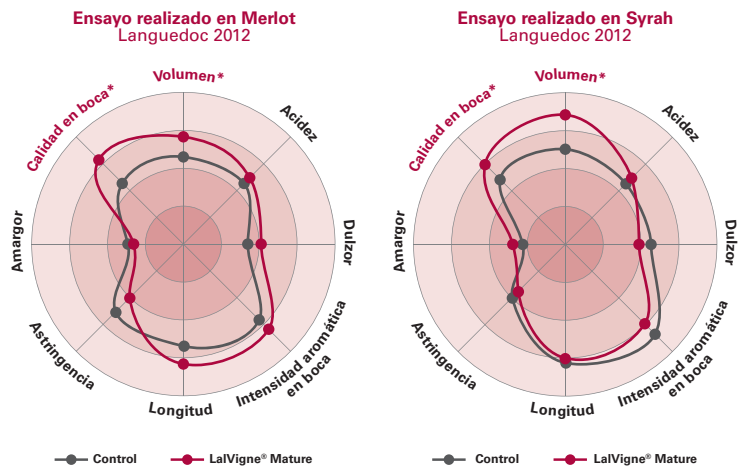 Ensayo realizado en Merlot
Languedoc 2012
Volumen*
Acidez
Dulzor
Intensidad aromática
en boca
Longitud
Astringencia
Amargor
Calidad en boca*
Control
LalVigne® Mature
Ensayo realizado en Syrah
Languedoc 2012
Volumen*
Acidez
Dulzor
Intensidad aromática
en boca
Longitud
Astringencia
Amargor
Calidad en boca*
Control
LalVigne® Mature